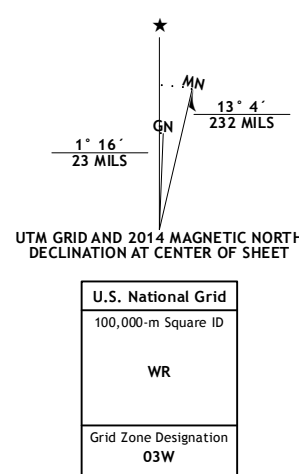 ★
MN
GN
13° 4´
232 MILS
1° 16´
23 MILS
UTM GRID AND 2014 MAGNETIC NORTH
DECLINATION AT CENTER OF SHEET
U.S. National Grid
100,000-m Square ID
WR
Grid Zone Designation
03W